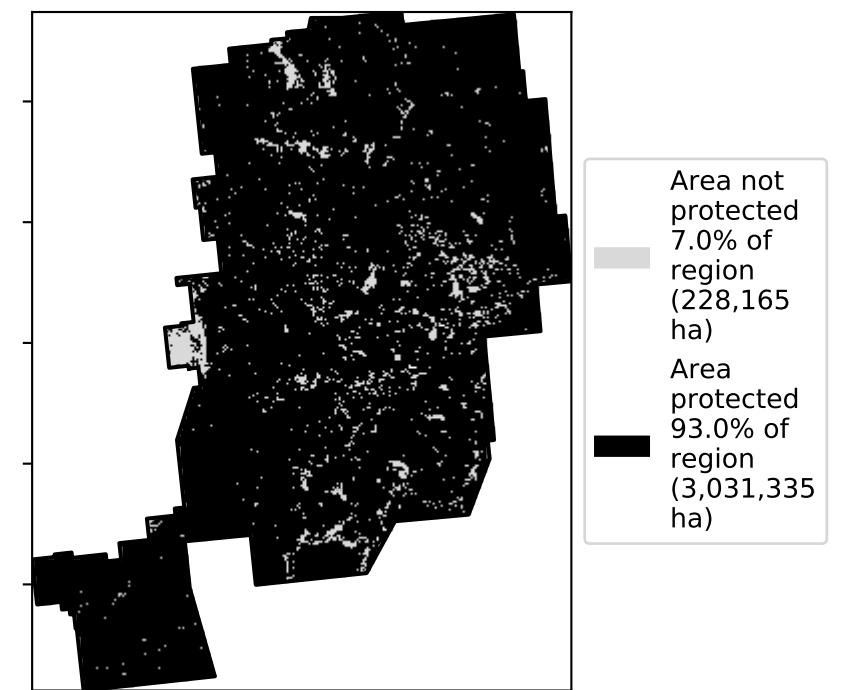 Area not
protected
7.0% of
region
(228,165
ha)
Area
protected
93.0% of
region
(3,031,335
ha)